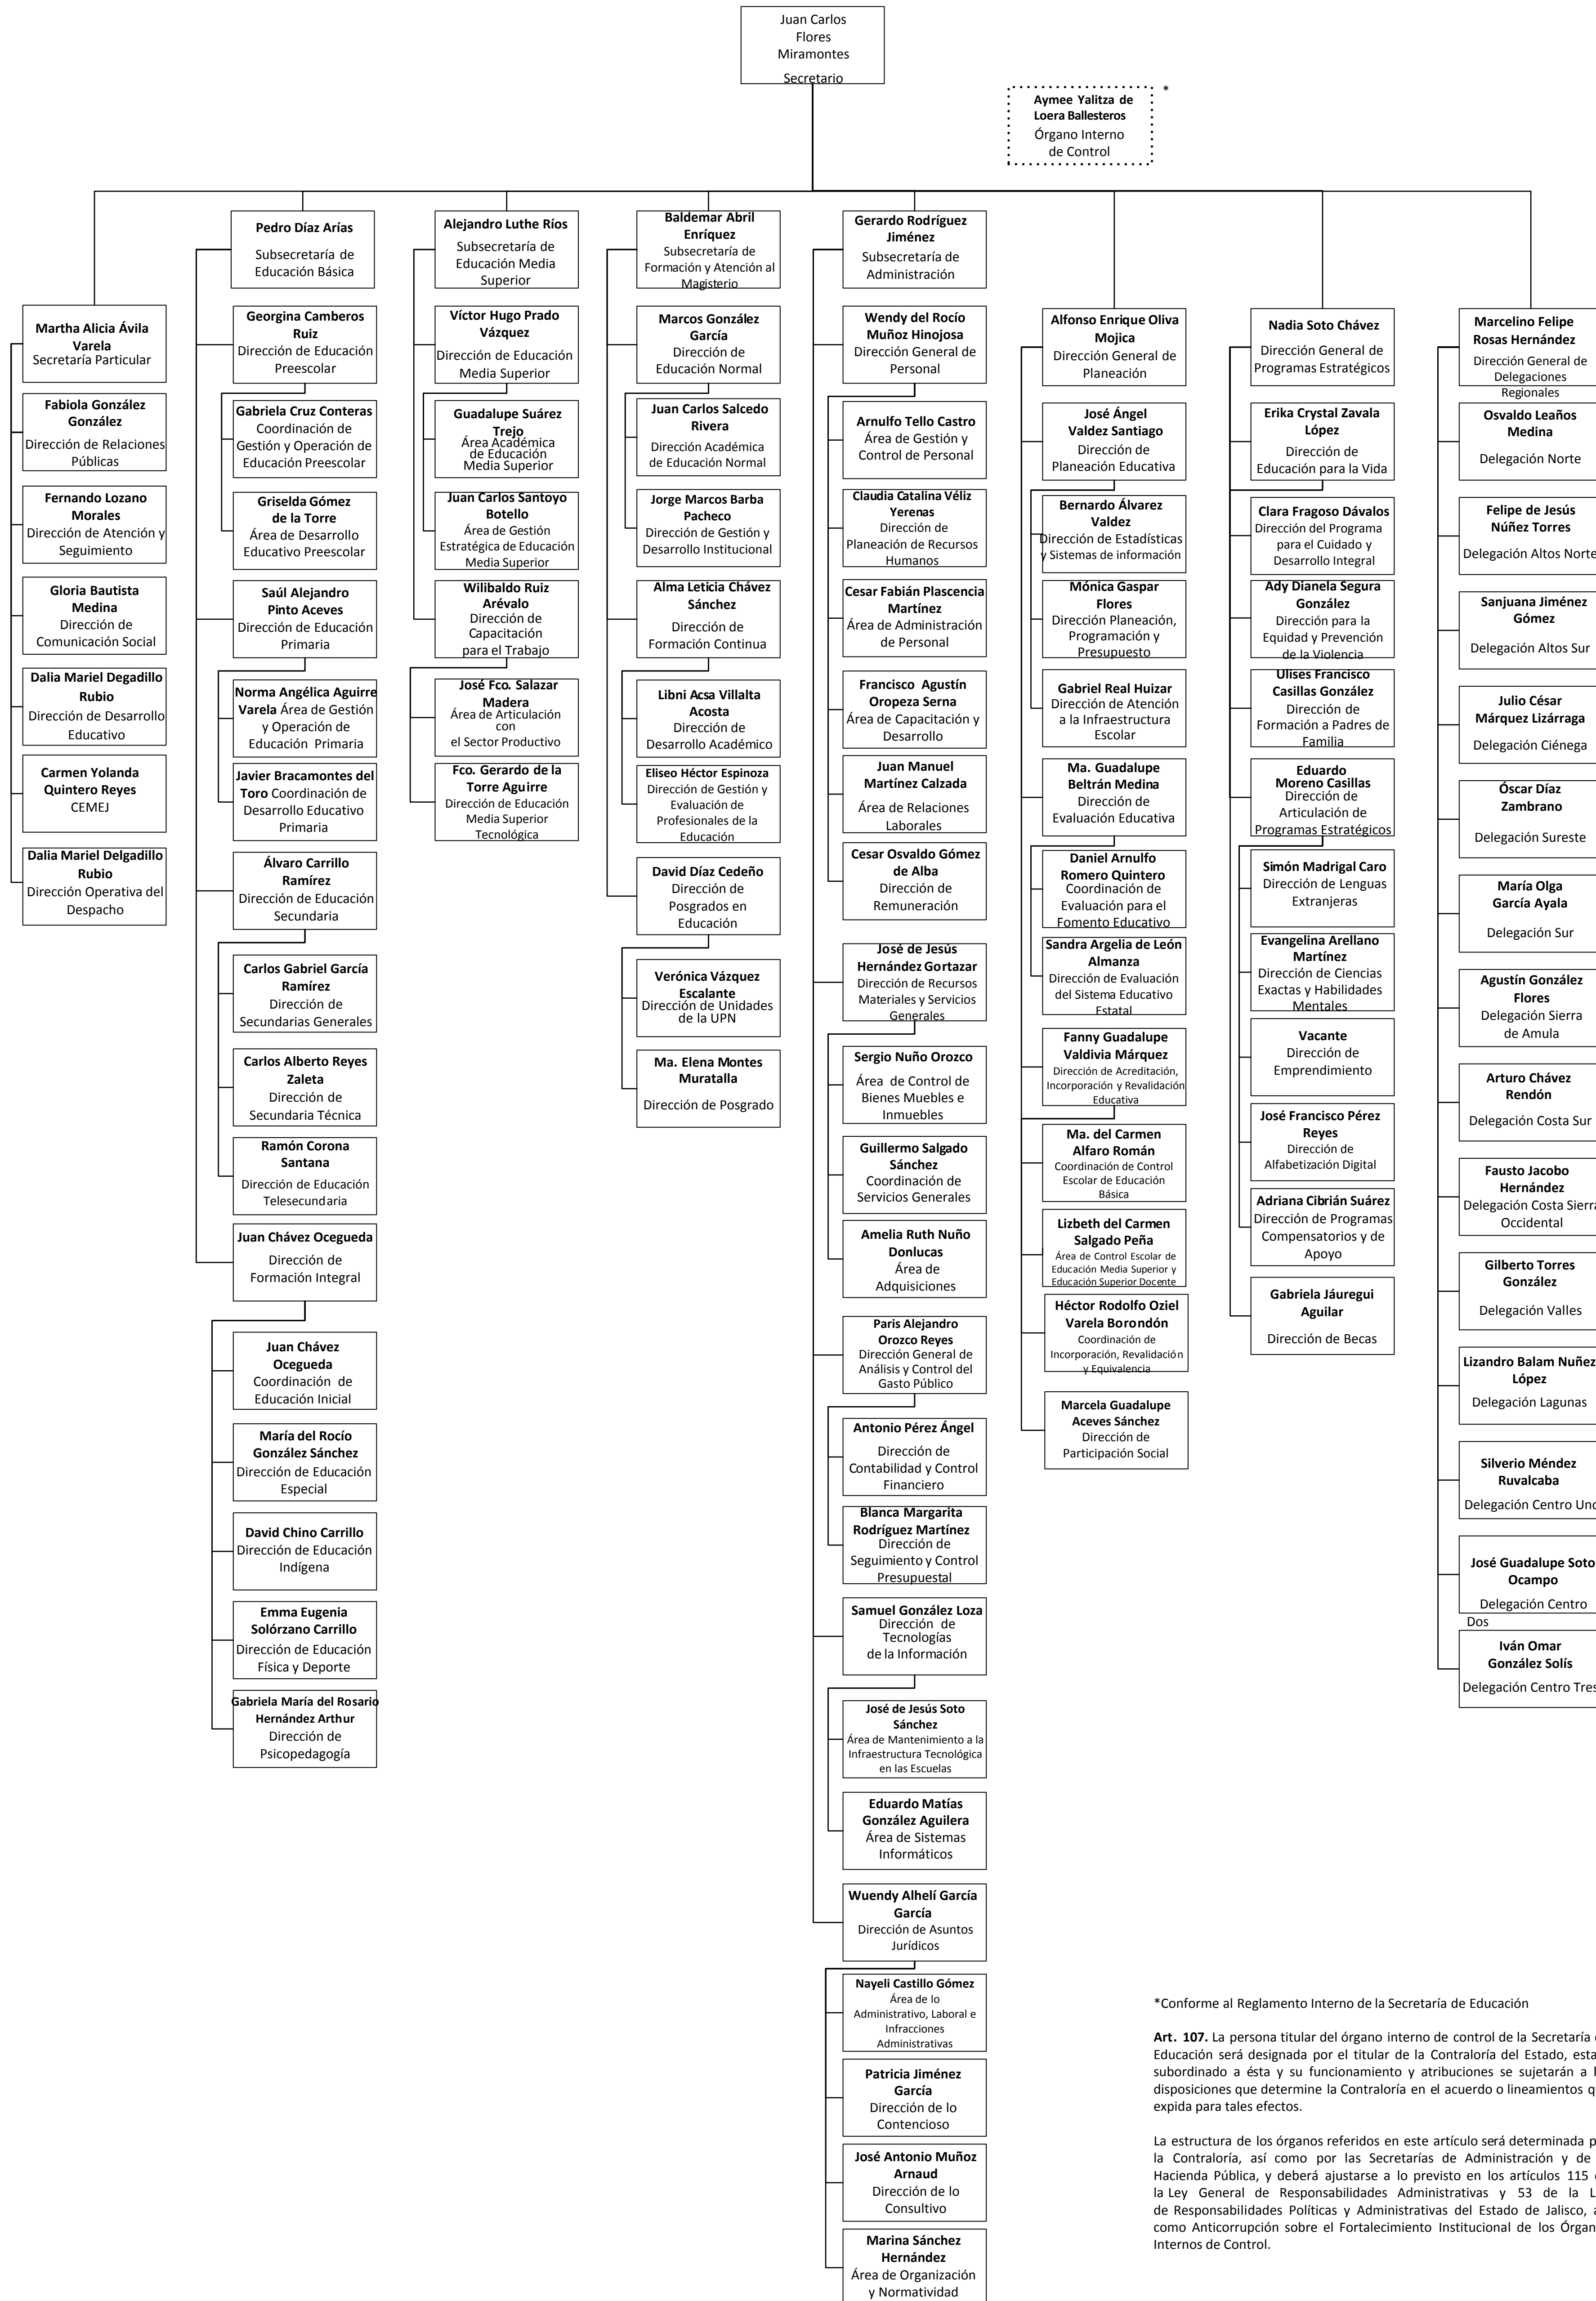 Juan Carlos
Flores
Miramontes
Secretario
*
Aymee Yalitza de
Loera Ballesteros
Órgano Interno
de Control
Martha Alicia Ávila
Varela
Secretaría Particular
Fabiola González
González
Dirección de Relaciones
Públicas
Fernando Lozano
Morales
Dirección de Atención y
Seguimiento
Gloria Bautista
Medina
Dirección de
Comunicación Social
Dalia Mariel Degadillo
Rubio
Dirección de Desarrollo
Educativo
Carmen Yolanda
Quintero Reyes
CEMEJ
Dalia Mariel Delgadillo
Rubio
Dirección Operativa del
Despacho
Pedro Díaz Arías
Subsecretaría de
Educación Básica
Georgina Camberos
Ruiz
Dirección de Educación
Preescolar
Gabriela Cruz Conteras
Coordinación de
Gestión y Operación de
Educación Preescolar
Griselda Gómez
de la Torre
Área de Desarrollo
Educativo Preescolar
Saúl Alejandro
Pinto Aceves
Dirección de Educación
Primaria
Norma Angélica Aguirre
Varela Área de Gestión
y Operación de
Educación Primaria
Javier Bracamontes del
Toro Coordinación de
Desarrollo Educativo
Primaria
Álvaro Carrillo
Ramírez
Dirección de Educación
Secundaria
Carlos Gabriel García
Ramírez
Dirección de
Secundarias Generales
Carlos Alberto Reyes
Zaleta
Dirección de
Secundaria Técnica
Ramón Corona
Santana
Dirección de Educación
Telesecundaria
Juan Chávez Ocegueda
Dirección de
Formación Integral
Juan Chávez
Ocegueda
Coordinación de
Educación Inicial
María del Rocío
González Sánchez
Dirección de Educación
Especial
David Chino Carrillo
Dirección de Educación
Indígena
Emma Eugenia
Solórzano Carrillo
Dirección de Educación
Física y Deporte
Gabriela María del Rosario
Hernández Arthur
Dirección de
Psicopedagogía
Alejandro Luthe Ríos
Subsecretaría de
Educación Media
Superior
Víctor Hugo Prado
Vázquez
Dirección de Educación
Media Superior
Guadalupe Suárez
Trejo
Área Académica
de Educación
Media Superior
Juan Carlos Santoyo
Botello
Área de Gestión
Estratégica de Educación
Media Superior
Wilibaldo Ruiz
Arévalo
Dirección de
Capacitación
para el Trabajo
José Fco. Salazar
Madera
Área de Articulación
con
el Sector Productivo
Fco. Gerardo de la
Torre Aguirre
Dirección de Educación
Media Superior
Tecnológica
Baldemar Abril
Enríquez
Subsecretaría de
Formación y Atención al
Magisterio
Marcos González
García
Dirección de
Educación Normal
Juan Carlos Salcedo
Rivera
Dirección Académica
de Educación Normal
Jorge Marcos Barba
Pacheco
Dirección de Gestión y
Desarrollo Institucional
Alma Leticia Chávez
Sánchez
Dirección de
Formación Continua
Libni Acsa Villalta
Acosta
Dirección de
Desarrollo Académico
Eliseo Héctor Espinoza
Dirección de Gestión y
Evaluación de
Profesionales de la
Educación
David Díaz Cedeño
Dirección de
Posgrados en
Educación
Verónica Vázquez
Escalante
Dirección de Unidades
de la UPN
Ma. Elena Montes
Muratalla
Dirección de Posgrado
Gerardo Rodríguez
Jiménez
Subsecretaría de
Administración
Wendy del Rocío
Muñoz Hinojosa
Dirección General de
Personal
Arnulfo Tello Castro
Área de Gestión y
Control de Personal
Claudia Catalina Véliz
Yerenas
Dirección de
Planeación de Recursos
Humanos
Cesar Fabián Plascencia
Martínez
Área de Administración
de Personal
Francisco Agustín
Oropeza Serna
Área de Capacitación y
Desarrollo
Juan Manuel
Martínez Calzada
Área de Relaciones
Laborales
Cesar Osvaldo Gómez
de Alba
Dirección de
Remuneración
José de Jesús
Hernández Gortazar
Dirección de Recursos
Materiales y Servicios
Generales
Sergio Nuño Orozco
Área de Control de
Bienes Muebles e
Inmuebles
Guillermo Salgado
Sánchez
Coordinación de
Servicios Generales
Amelia Ruth Nuño
Donlucas
Área de
Adquisiciones
Paris Alejandro
Orozco Reyes
Dirección General de
Análisis y Control del
Gasto Público
Antonio Pérez Ángel
Dirección de
Contabilidad y Control
Financiero
Blanca Margarita
Rodríguez Martínez
Dirección de
Seguimiento y Control
Presupuestal
Samuel González Loza
Dirección de
Tecnologías
de la Información
José de Jesús Soto
Sánchez
Área de Mantenimiento a la
Infraestructura Tecnológica
en las Escuelas
Eduardo Matías
González Aguilera
Área de Sistemas
Informáticos
Wuendy Alhelí García
García
Dirección de Asuntos
Jurídicos
Nayeli Castillo Gómez
Área de lo
Administrativo, Laboral e
Infracciones
Administrativas
Patricia Jiménez
García
Dirección de lo
Contencioso
José Antonio Muñoz
Arnaud
Dirección de lo
Consultivo
Marina Sánchez
Hernández
Área de Organización
y Normatividad
Alfonso Enrique Oliva
Mojica
Dirección General de
Planeación
José Ángel
Valdez Santiago
Dirección de
Planeación Educativa
Bernardo Álvarez
Valdez
Dirección de Estadísticas
y Sistemas de información
Mónica Gaspar
Flores
Dirección Planeación,
Programación y
Presupuesto
Gabriel Real Huizar
Dirección de Atención
a la Infraestructura
Escolar
Ma. Guadalupe
Beltrán Medina
Dirección de
Evaluación Educativa
Daniel Arnulfo
Romero Quintero
Coordinación de
Evaluación para el
Fomento Educativo
Sandra Argelia de León
Almanza
Dirección de Evaluación
del Sistema Educativo
Estatal
Fanny Guadalupe
Valdivia Márquez
Dirección de Acreditación,
Incorporación y Revalidación
Educativa
Ma. del Carmen
Alfaro Román
Coordinación de Control
Escolar de Educación
Básica
Lizbeth del Carmen
Salgado Peña
Área de Control Escolar de
Educación Media Superior y
Educación Superior Docente
Héctor Rodolfo Oziel
Varela Borondón
Coordinación de
Incorporación, Revalidación
y Equivalencia
Marcela Guadalupe
Aceves Sánchez
Dirección de
Participación Social
Nadia Soto Chávez
Dirección General de
Programas Estratégicos
Erika Crystal Zavala
López
Dirección de
Educación para la Vida
Clara Fragoso Dávalos
Dirección del Programa
para el Cuidado y
Desarrollo Integral
Ady Dianela Segura
González
Dirección para la
Equidad y Prevención
de la Violencia
Ulises Francisco
Casillas González
Dirección de
Formación a Padres de
Familia
Eduardo
Moreno Casillas
Dirección de
Articulación de
Programas Estratégicos
Simón Madrigal Caro
Dirección de Lenguas
Extranjeras
Evangelina Arellano
Martínez
Dirección de Ciencias
Exactas y Habilidades
Mentales
Vacante
Dirección de
Emprendimiento
José Francisco Pérez
Reyes
Dirección de
Alfabetización Digital
Adriana Cibrián Suárez
Dirección de Programas
Compensatorios y de
Apoyo
Gabriela Jáuregui
Aguilar
Dirección de Becas
Marcelino Felipe
Rosas Hernández
Dirección General de
Delegaciones
Regionales
Osvaldo Leaños
Medina
Delegación Norte
Felipe de Jesús
Núñez Torres
Delegación Altos Norte
Sanjuana Jiménez
Gómez
Delegación Altos Sur
Julio César
Márquez Lizárraga
Delegación Ciénega
Óscar Díaz
Zambrano
Delegación Sureste
María Olga
García Ayala
Delegación Sur
Agustín González
Flores
Delegación Sierra
de Amula
Arturo Chávez
Rendón
Delegación Costa Sur
Fausto Jacobo
Hernández
Delegación Costa Sierra
Occidental
Gilberto Torres
González
Delegación Valles
Lizandro Balam Nuñez
López
Delegación Lagunas
Silverio Méndez
Ruvalcaba
Delegación Centro Uno
José Guadalupe Soto
Ocampo
Delegación Centro
Dos
Iván Omar
González Solís
Delegación Centro Tres
*Conforme al Reglamento Interno de la Secretaría de Educación
Art. 107. La persona titular del órgano interno de control de la Secretaría
Educación será designada por el titular de la Contraloría del Estado,
subordinado a ésta y su funcionamiento y atribuciones se sujetarán a
disposiciones que determine la Contraloría en el acuerdo o lineamientos
expida para tales efectos.
La estructura de los órganos referidos en este artículo será determinada
la Contraloría, así como por las Secretarías de Administración y de
Hacienda Pública, y deberá ajustarse a lo previsto en los artículos 115
la Ley General de Responsabilidades Administrativas y 53 de la
de Responsabilidades Políticas y Administrativas del Estado de Jalisco,
como Anticorrupción sobre el Fortalecimiento Institucional de los
Internos de Control.